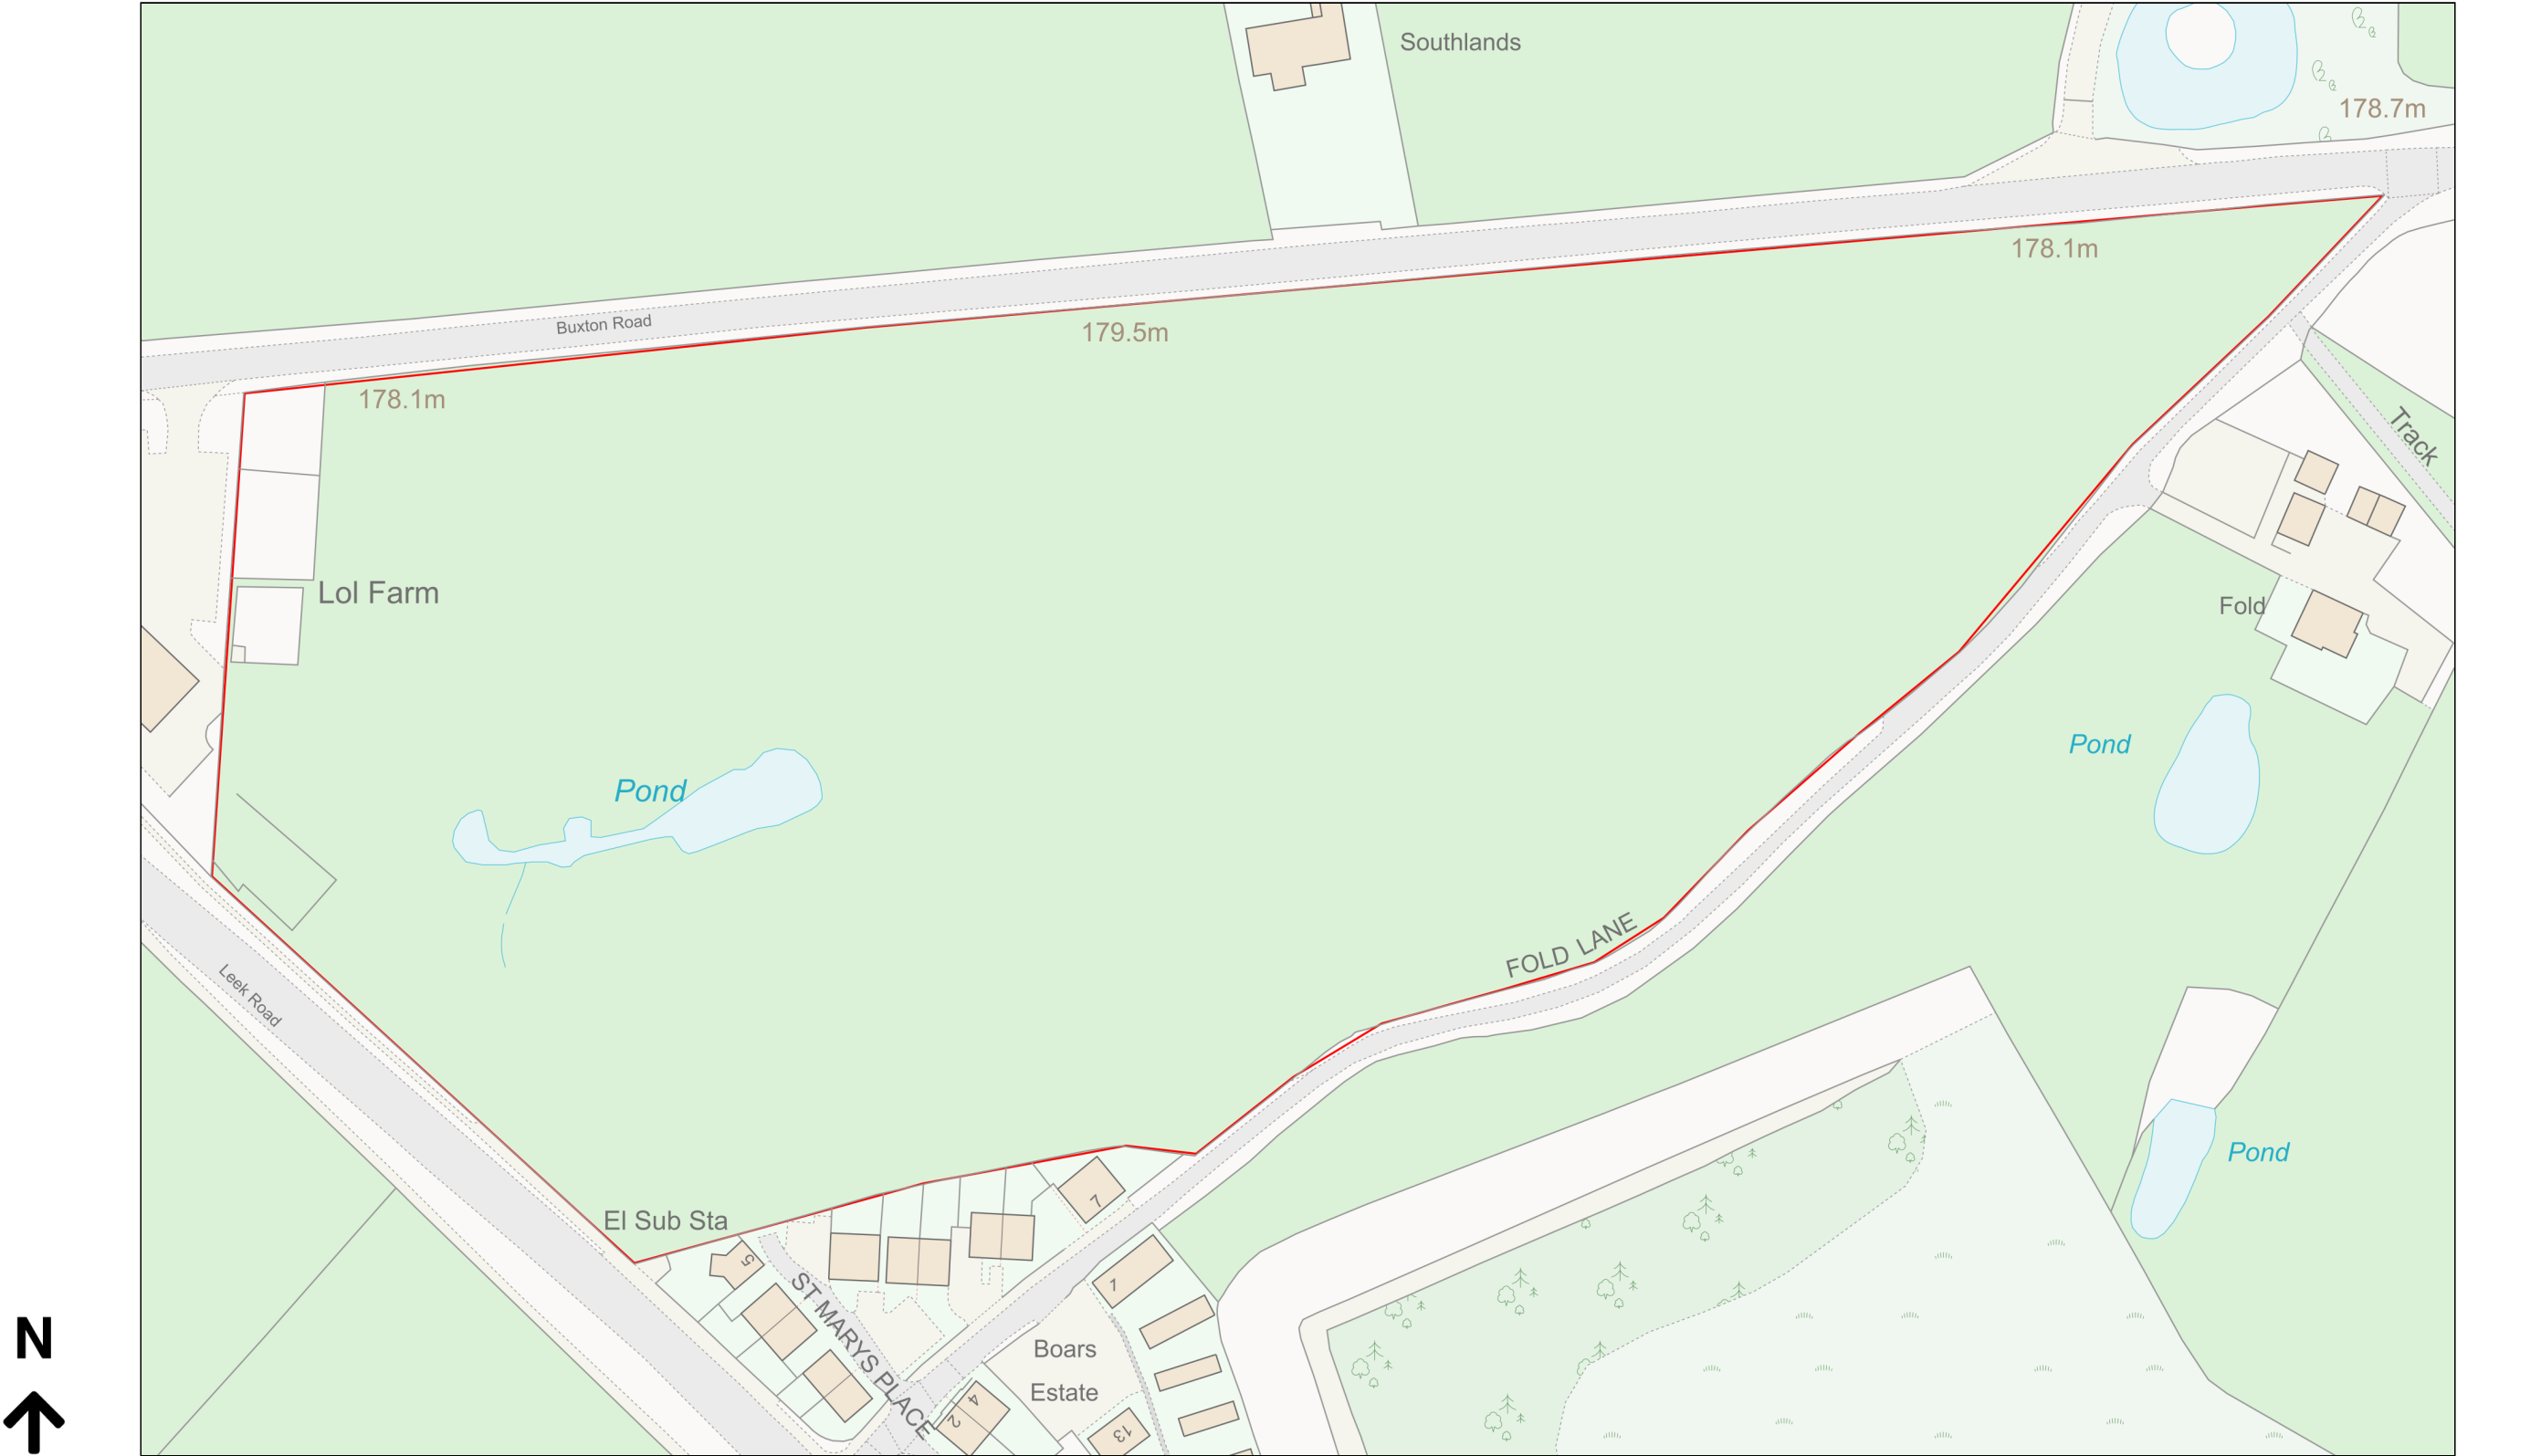 Southlands
178.7m
178.1m
Buxton Road
179.5m
178.1m
Track
Lol Farm
Fold
Pond
Pond
FOLD LANE
Leek Road
Pond
El Sub Sta
7
5
1
ST MARYS PLACE
Boars
Estate
4
2
13
N